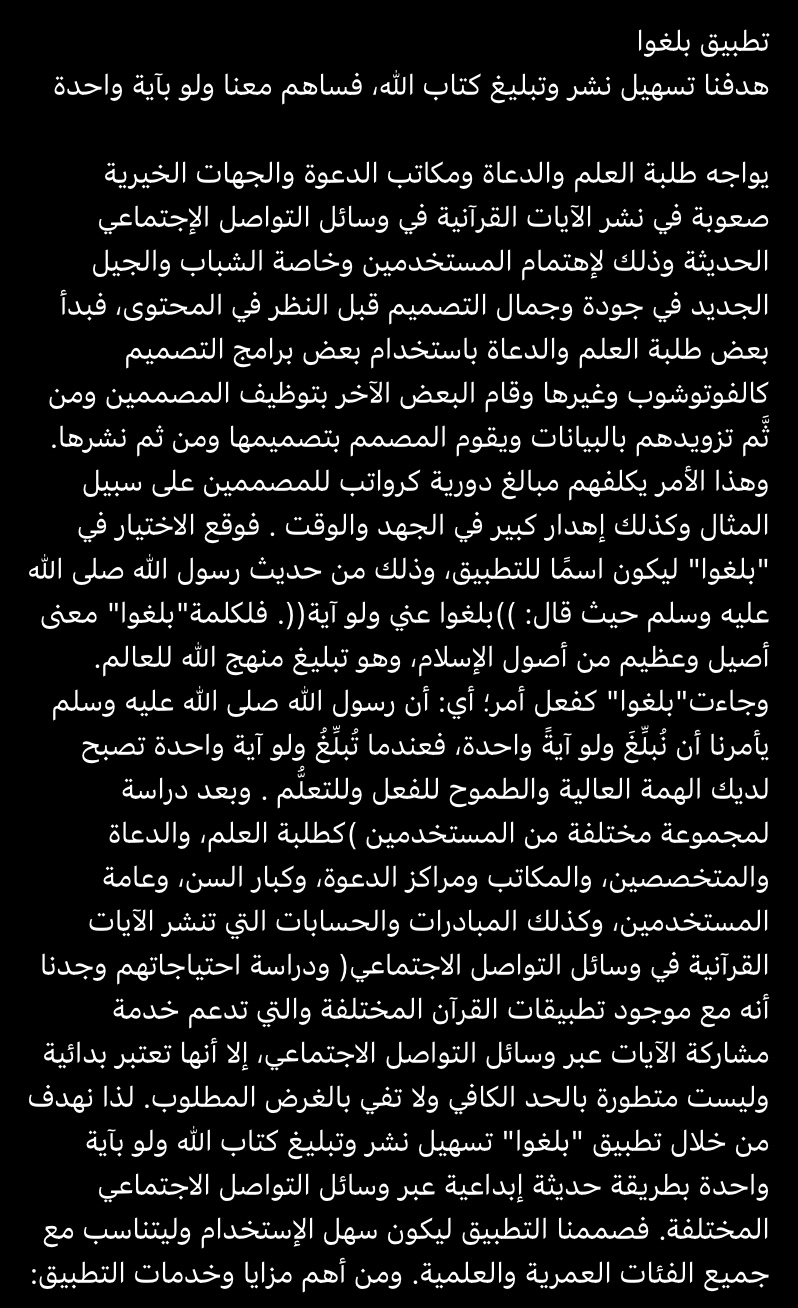 تطبيق بلغوا
هدفنا تسهيل نشر وتبليغ كتاب الله، فساهم معنا ولو بآية واحدة
يواجه طلبة العلم والدعاة ومكاتب الدعوة والجهات الخيرية
صعوبة في نشر الآيات القرآنية في وسائل التواصل الإجتماعي
الحديثة وذلك لإهتمام المستخدمين وخاصة الشباب والجيل
الجديد في جودة وجمال التصميم قبل النظر في المحتوى، فبدأ
بعض طلبة العلم والدعاة باستخدام بعض برامج التصميم
كالفوتوشوب وغيرها وقام البعض الآخر بتوظيف المصممين ومن
ثَّم تزويدهم بالبيانات ويقوم المصمم بتصميمها ومن ثم نشرها.
وهذا الأمر يكلفهم مبالغ دورية كرواتب للمصممين على سبيل
المثال وكذلك إهدار كبير في الجهد والوقت . فوقع الاختيار في
"بلغوا" ليكون اسمًا للتطبيق، وذلك من حديث رسول الله صلى الله
عليه وسلم حيث قال: ))بلغوا عني ولو آية((. فلكلمة"بلغوا" معنى
أصيل وعظيم من أصول الإسلام، وهو تبليغ منهج الله للعالم.
وجاءت"بلغوا" كفعل أمر؛ أي: أن رسول الله صلى الله عليه وسلم
يأمرنا أن نُبلِّغَ ولو آيةً واحدة، فعندما تُبلِّغُ ولو آية واحدة تصبح
لديك الهمة العالية والطموح للفعل وللتعلُّم . وبعد دراسة
لمجموعة مختلفة من المستخدمين )كطلبة العلم، والدعاة
والمتخصصين، والمكاتب ومراكز الدعوة، وكبار السن، وعامة
المستخدمين، وكذلك المبادرات والحسابات التي تنشر الآيات
القرآنية في وسائل التواصل الاجتماعي( ودراسة احتياجاتهم وجدنا
أنه مع موجود تطبيقات القرآن المختلفة والتي تدعم خدمة
مشاركة الآيات عبر وسائل التواصل الاجتماعي، إلا أنها تعتبر بدائية
وليست متطورة بالحد الكافي ولا تفي بالغرض المطلوب. لذا نهدف
من خلال تطبيق "بلغوا" تسهيل نشر وتبليغ كتاب الله ولو بآية
واحدة بطريقة حديثة إبداعية عبر وسائل التواصل الاجتماعي
المختلفة. فصممنا التطبيق ليكون سهل الإستخدام وليتناسب مع
جميع الفئات العمرية والعلمية. ومن أهم مزايا وخدمات التطبيق: